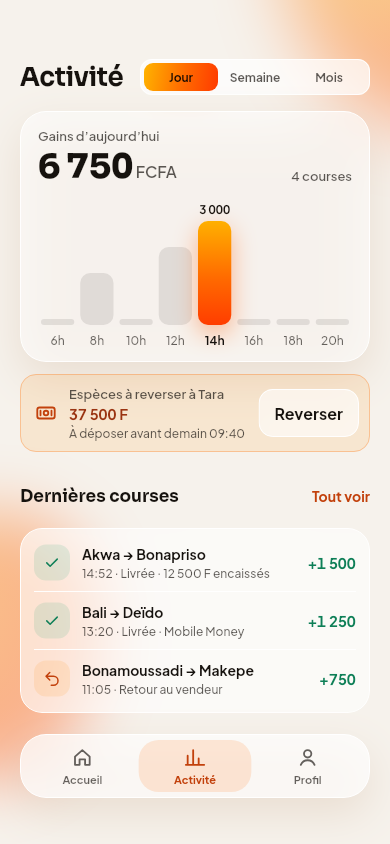 Activité
Jour
Semaine
Mois
Gains d’aujourd’hui
6 750 FCFA
4 courses
3 000
6h 8h 10h 12h 14h 16h 18h 20h
Espèces à reverser à Tara
37 500 F
À déposer avant demain 09:40
Reverser
Dernières courses
Tout voir
Akwa → Bonapriso
14:52 · Livrée · 12 500 F encaissés
+1 500
Bali → Deïdo
13:20 · Livrée · Mobile Money
+1 250
Bonamoussadi → Makepe
11:05 · Retour au vendeur
+750
Accueil
Activité
Profil